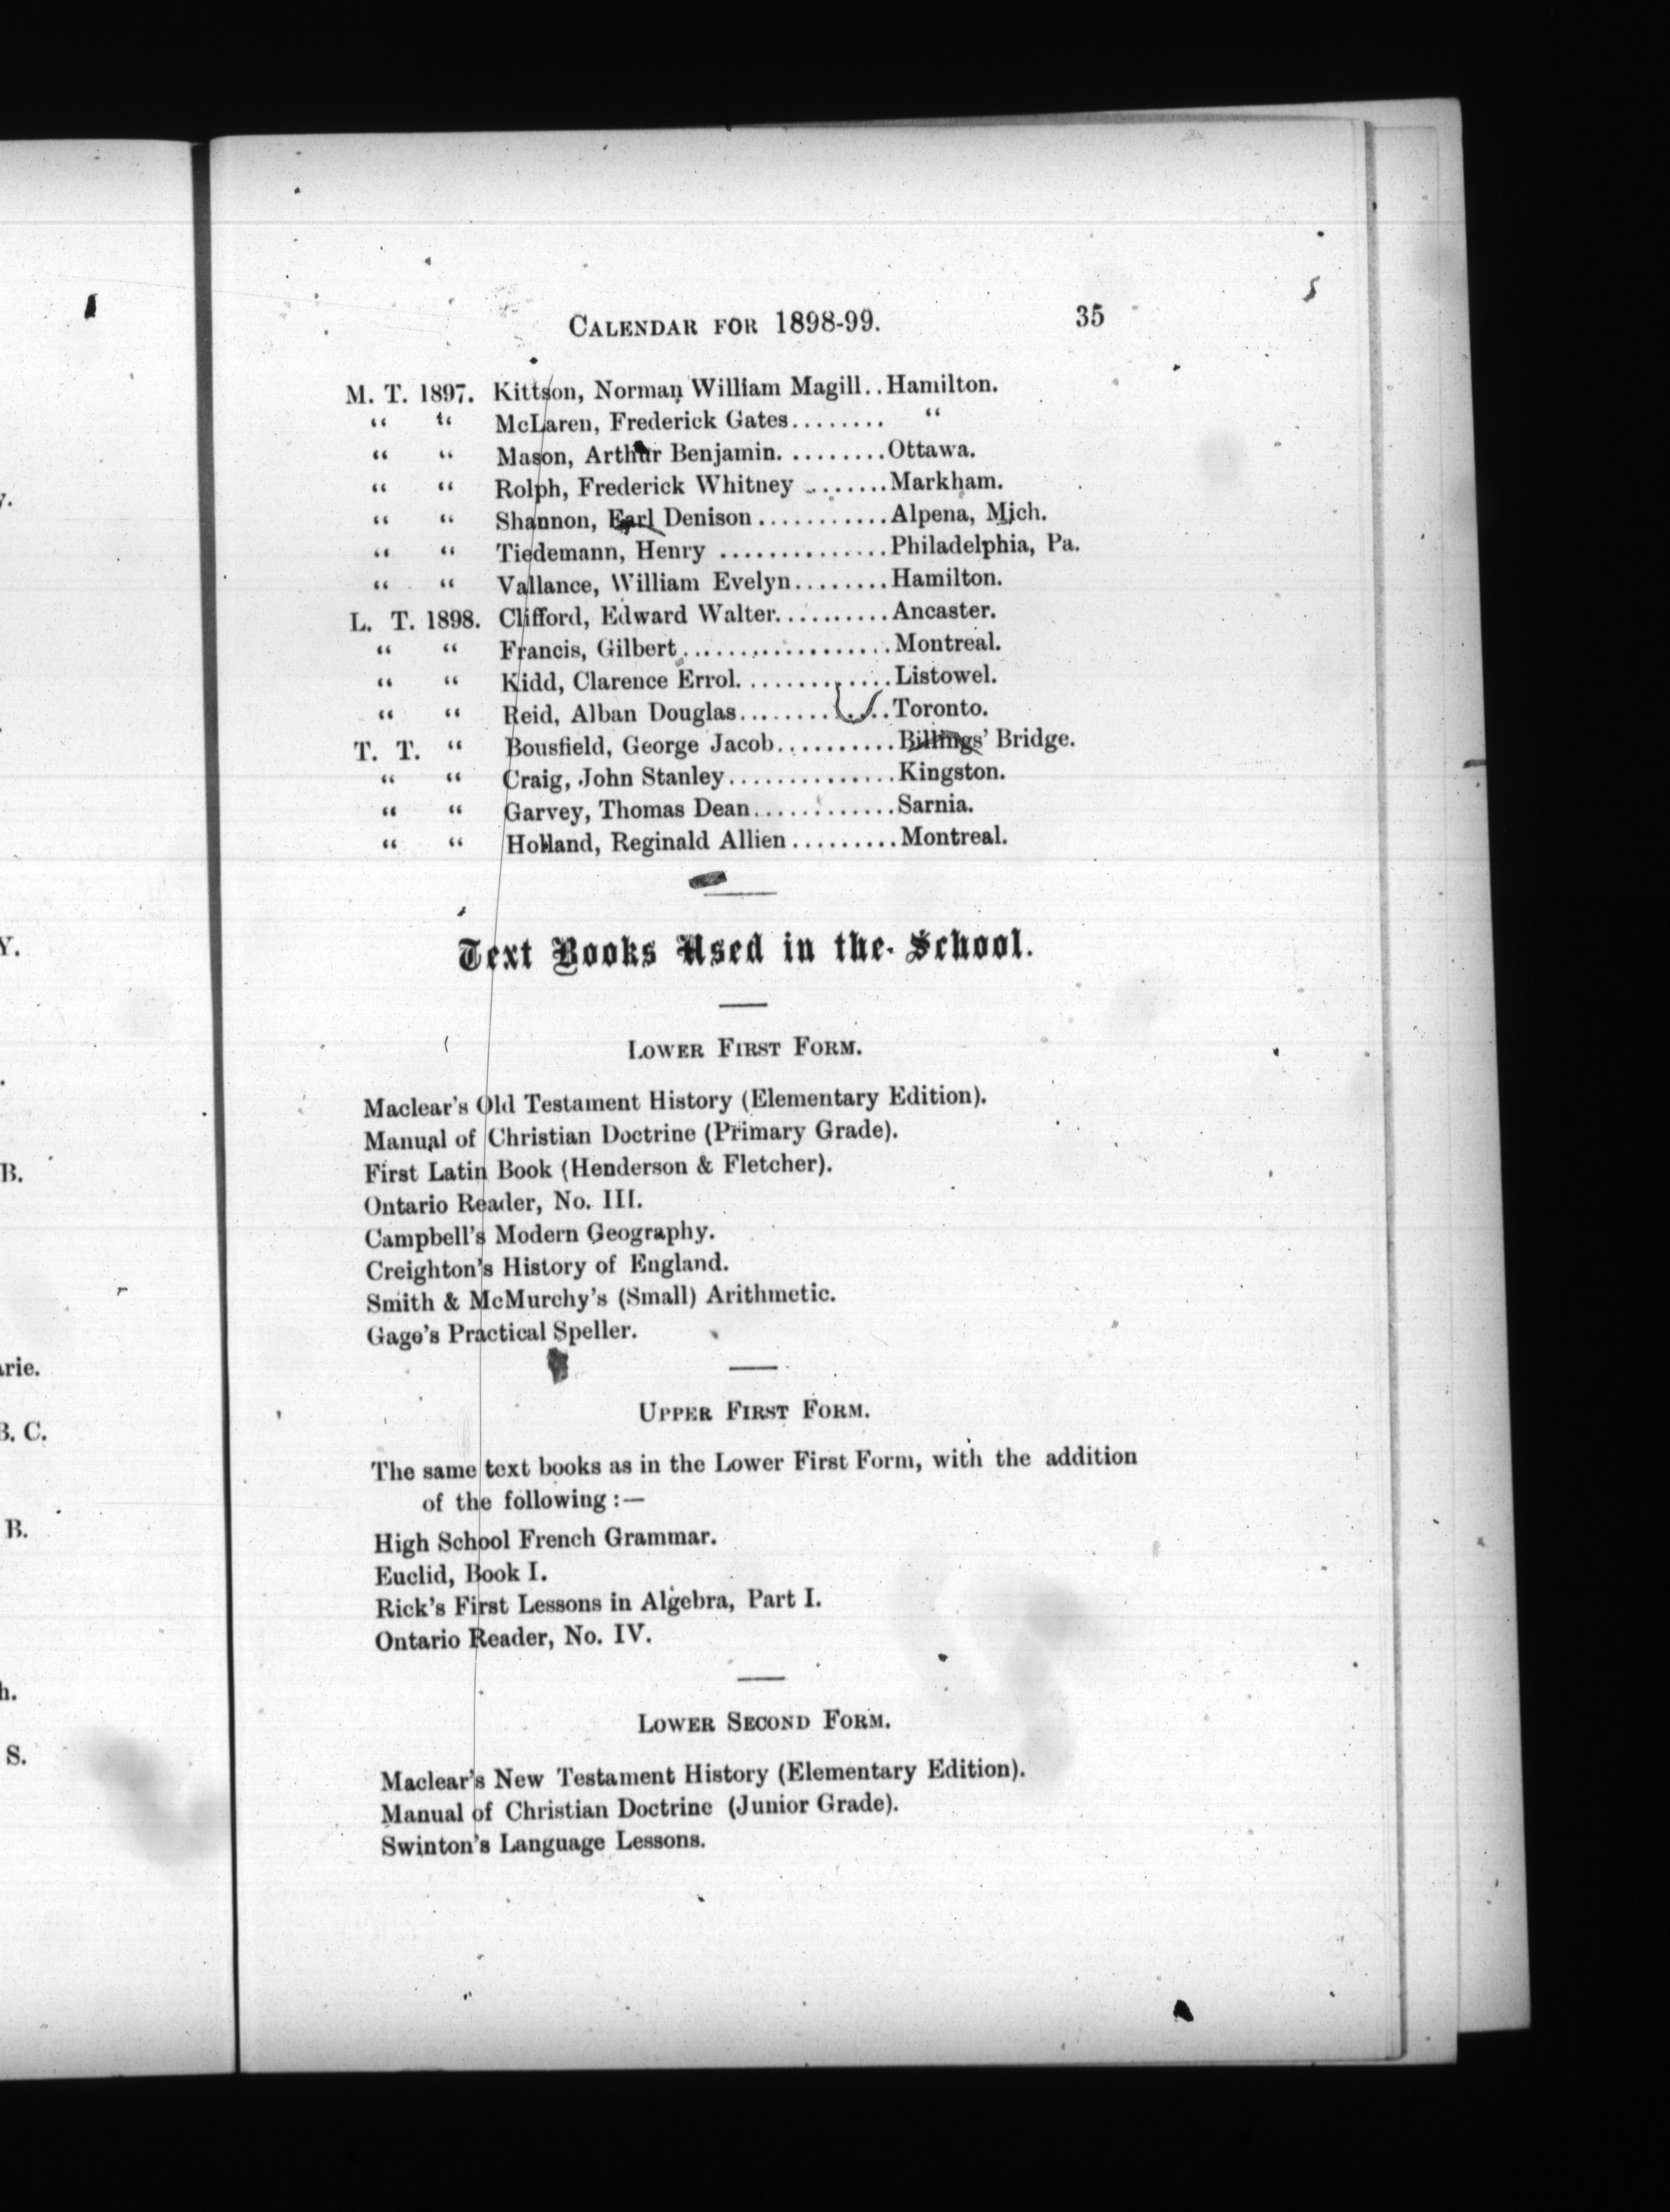 CALENDAR FOR 1898-99. 35
M. T. 1897. Kittson, Norman William Magill..Hamilton.
“ “ McLaren, Frederick Gates........ “
“ “ Mason, Arthur Benjamin. ........Ottawa.
“ “ Rolph, Frederick Whitney .......Markham.
“ “ Shannon, Earl Denison...........Alpena, Mich.
“ “ Tiedemann, Henry ..............Philadelphia, Pa.
“ “ Vallance, William Evelyn........Hamilton.
L. T. 1898. Clifford, Edward Walter..........Ancaster.
“ “ Francis, Gilbert..................Montreal.
“ “ Kidd, Clarence Errol. ............Listowel.
“ “ Reid, Alban Douglas.............Toronto.
T. T. “ Bousfield, George Jacob..........Billings’ Bridge.
“ “ Craig, John Stanley..............Kingston.
“ “ Garvey, Thomas Dean............Sarnia.
“ “ Holland, Reginald Allien.........Montreal.
Text Books Used in the School.
LOWER FIRST FORM.
Maclear’s Old Testament History (Elementary Edition).
Manual of Christian Doctrine (Primary Grade).
First Latin Book (Henderson & Fletcher).
Ontario Reader, No. III.
Campbell’s Modern Geography.
Creighton’s History of England.
Smith & McMurchy’s (Small) Arithmetic.
Gage’s Practical Speller.
UPPER FIRST FORM.
The same text books as in the Lower First Form, with the addition
of the following :—
High School French Grammar.
Euclid, Book I.
Rick’s First Lessons in Algebra, Part I.
Ontario Reader, No. IV.
LOWER SECOND FORM.
Maclear’s New Testament History (Elementary Edition).
Manual of Christian Doctrine (Junior Grade).
Swinton’s Language Lessons.